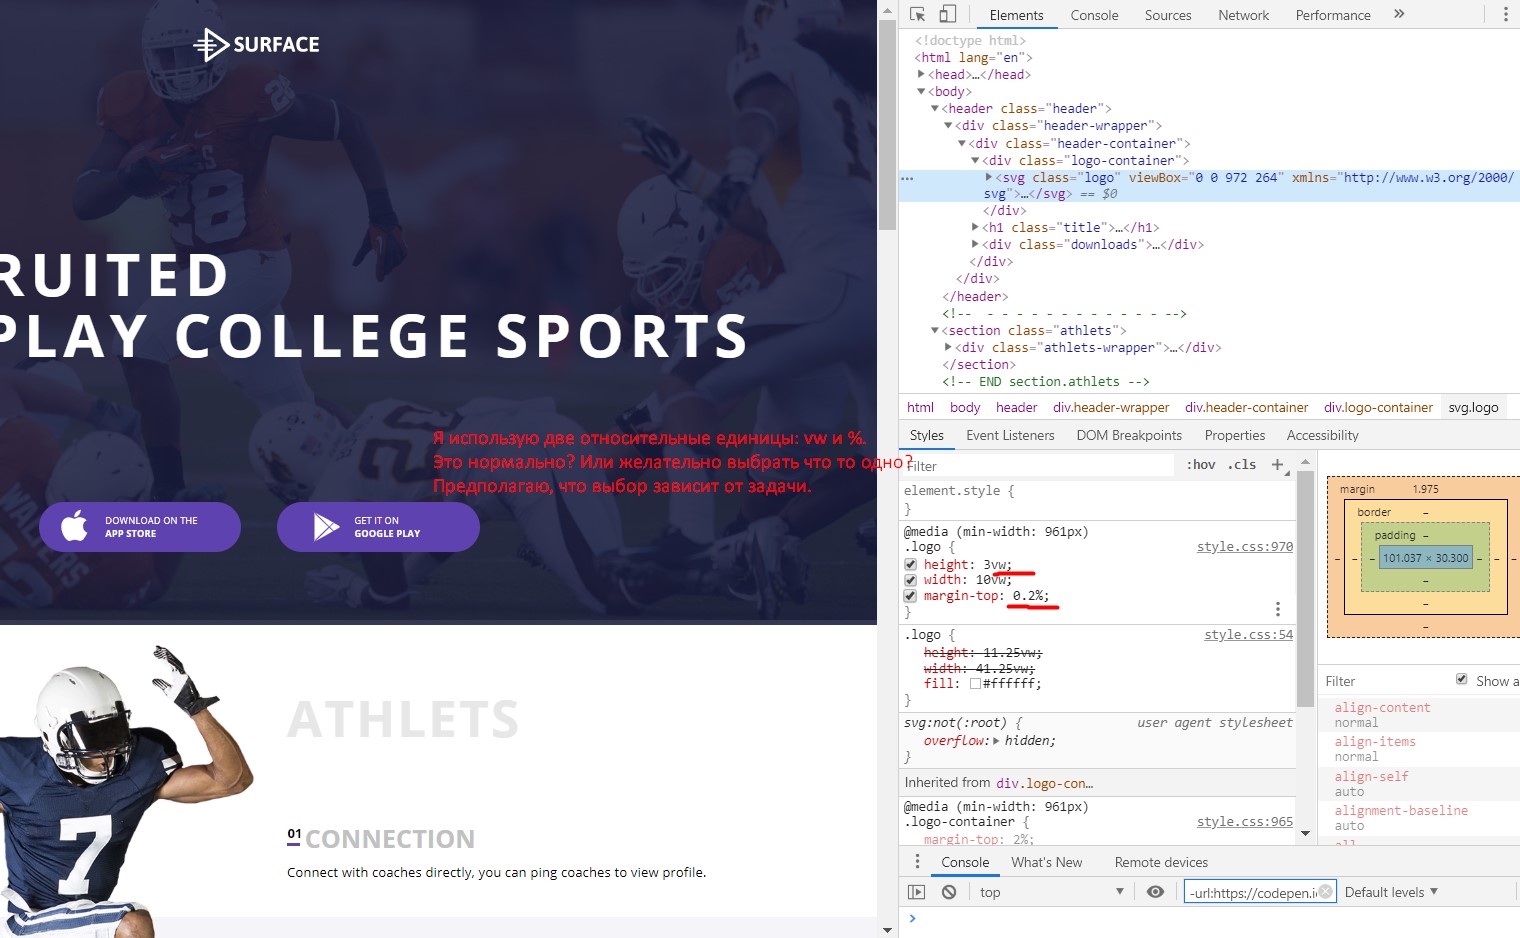 SURFACE
RUITED
PLAY COLLEGE SPORTS
Я использую две относительные единицы: vw и %.
Это нормально? Или желательно выбрать что то одно?
Предполагаю, что выбор зависит от задачи.
DOWNLOAD ON THE
APP STORE
GET IT ON
GOOGLE PLAY
ATHLETS
01 CONNECTION
Connect with coaches directly, you can ping coaches to view profile.
7
Elements Console Sources Network Performance »
<!doctype html>
<html lang="en">
<head>…</head>
<body>
<header class="header">
<div class="header-wrapper">
<div class="header-container">
<div class="logo-container">
<svg class="logo" viewBox="0 0 972 264" xmlns="http://www.w3.org/2000/
svg">…</svg> == $0
</div>
<h1 class="title">…</h1>
<div class="downloads">…</div>
</div>
</div>
</header>
<!-- - - - - - - - - - - - - -->
<section class="athlets">
<div class="athlets-wrapper">…</div>
</section>
<!-- END section.athlets -->
html body header div.header-wrapper div.header-container div.logo-container svg.logo
Styles Event Listeners DOM Breakpoints Properties Accessibility
Filter :hov .cls +
element.style {
}
@media (min-width: 961px)
.logo { style.css:970
height: 3vw;
width: 10vw;
margin-top: 0.2%;
}
.logo { style.css:54
height: 11.25vw;
width: 41.25vw;
fill: #ffffff;
}
svg:not(:root) { user agent stylesheet
overflow: hidden;
}
Inherited from div.logo-con…
@media (min-width: 961px)
.logo-container { style.css:965
margin-top: 2%;
margin 1.975
border –
padding –
– – – 101.037 × 30.300 – – –
–
–
–
Filter Show a
align-content
normal
align-items
normal
align-self
auto
alignment-baseline
auto
Console What's New Remote devices
top -url:https://codepen.i Default levels